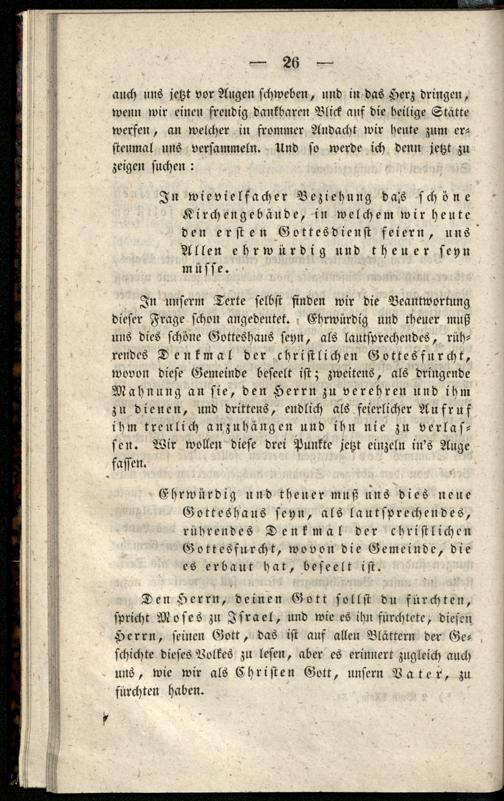 — 26 —
auch uns jetzt vor Augen schweben, und in das Herz dringen,
wenn wir einen freudig dankbaren Blick auf die heilige Stätte
werfen, an welcher in frommer Andacht wir heute zum er-
stenmal uns versammeln. Und so werde ich denn jetzt zu
zeigen suchen:
In wievielfacher Beziehung das schöne
Kirchengebäude, in welchem wir heute
den ersten Gottesdienst feiern, uns
Allen ehrwürdig und theuer seyn
müsse.
In unserm Texte selbst finden wir die Beantwortung
dieser Frage schon angedeutet. Ehrwürdig und theuer muß
uns dies schöne Gotteshaus seyn, als lautsprechendes, rüh-
rendes Denkmal der christlichen Gottesfurcht,
wovon diese Gemeinde beseelt ist; zweitens, als dringende
Mahnung an sie, den Herrn zu verehren und ihm
zu dienen, und drittens, endlich als feierlicher Aufruf
ihm treulich anzuhängen und ihn nie zu verlas-
sen. Wir wollen diese drei Punkte jetzt einzeln in's Auge
fassen.
Ehrwürdig und theuer muß uns dies neue
Gotteshaus seyn, als lautsprechendes,
rührendes Denkmal der christlichen
Gottesfurcht, wovon die Gemeinde, die
es erbaut hat, beseelt ist.
Den Herrn, deinen Gott sollst du fürchten,
spricht Moses zu Israel, und wie es ihn fürchtete, diesen
Herrn, seinen Gott, das ist auf allen Blättern der Ge-
schichte dieses Volkes zu lesen, aber es erinnert zugleich auch
uns, wie wir als Christen Gott, unsern Vater, zu
fürchten haben.